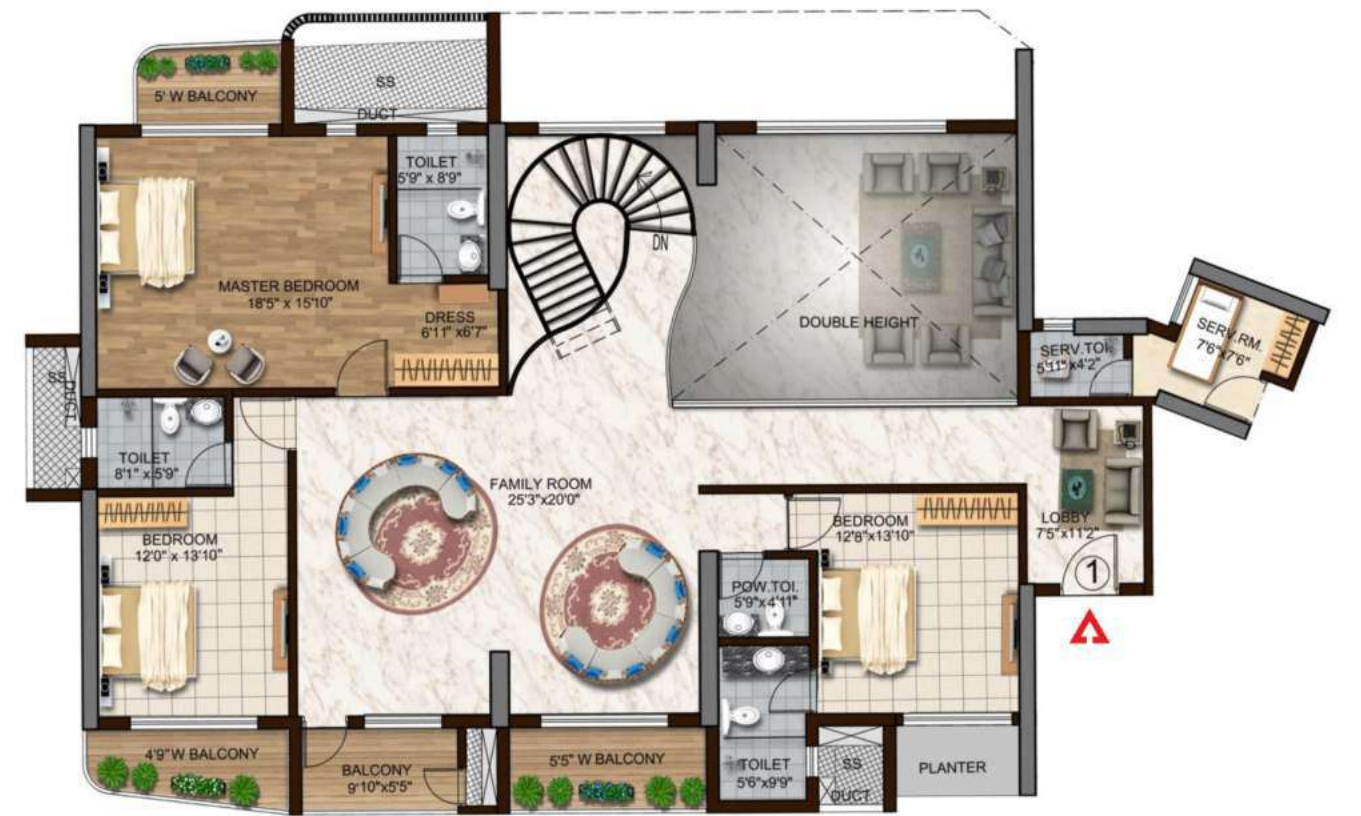 5' W BALCONY
SS
DUCT
TOILET
5'9" x 8'9"
DN
MASTER BEDROOM
18'5" x 15'10"
DRESS
6'11" x6'7"
DOUBLE HEIGHT
SERV.RM.
7'6"x7'6"
SERV.TOI.
5'11"x4'2"
SS
DUCT
TOILET
8'1" x 5'9"
FAMILY ROOM
25'3"x20'0"
BEDROOM
12'0" x 13'10"
BEDROOM
12'8"x13'10"
LOBBY
7'5"x11'2"
1
POW.TOI.
5'9"x4'11"
4'9"W BALCONY
BALCONY
9'10"x5'5"
5'5" W BALCONY
TOILET
5'6"x9'9"
SS
DUCT
PLANTER